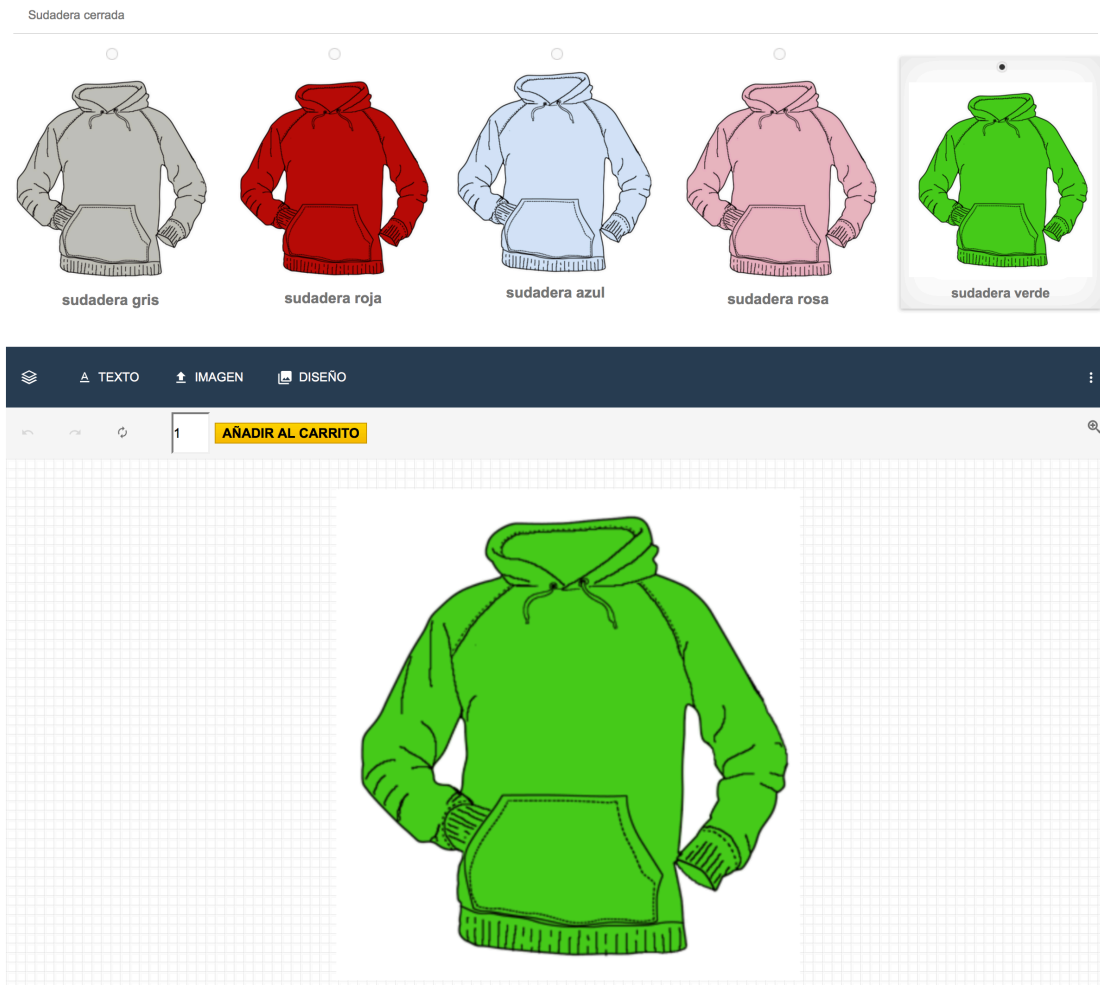 Sudadera cerrada
sudadera gris
sudadera roja
sudadera azul
sudadera rosa
sudadera verde
TEXTO
IMAGEN
DISEÑO
1
AÑADIR AL CARRITO